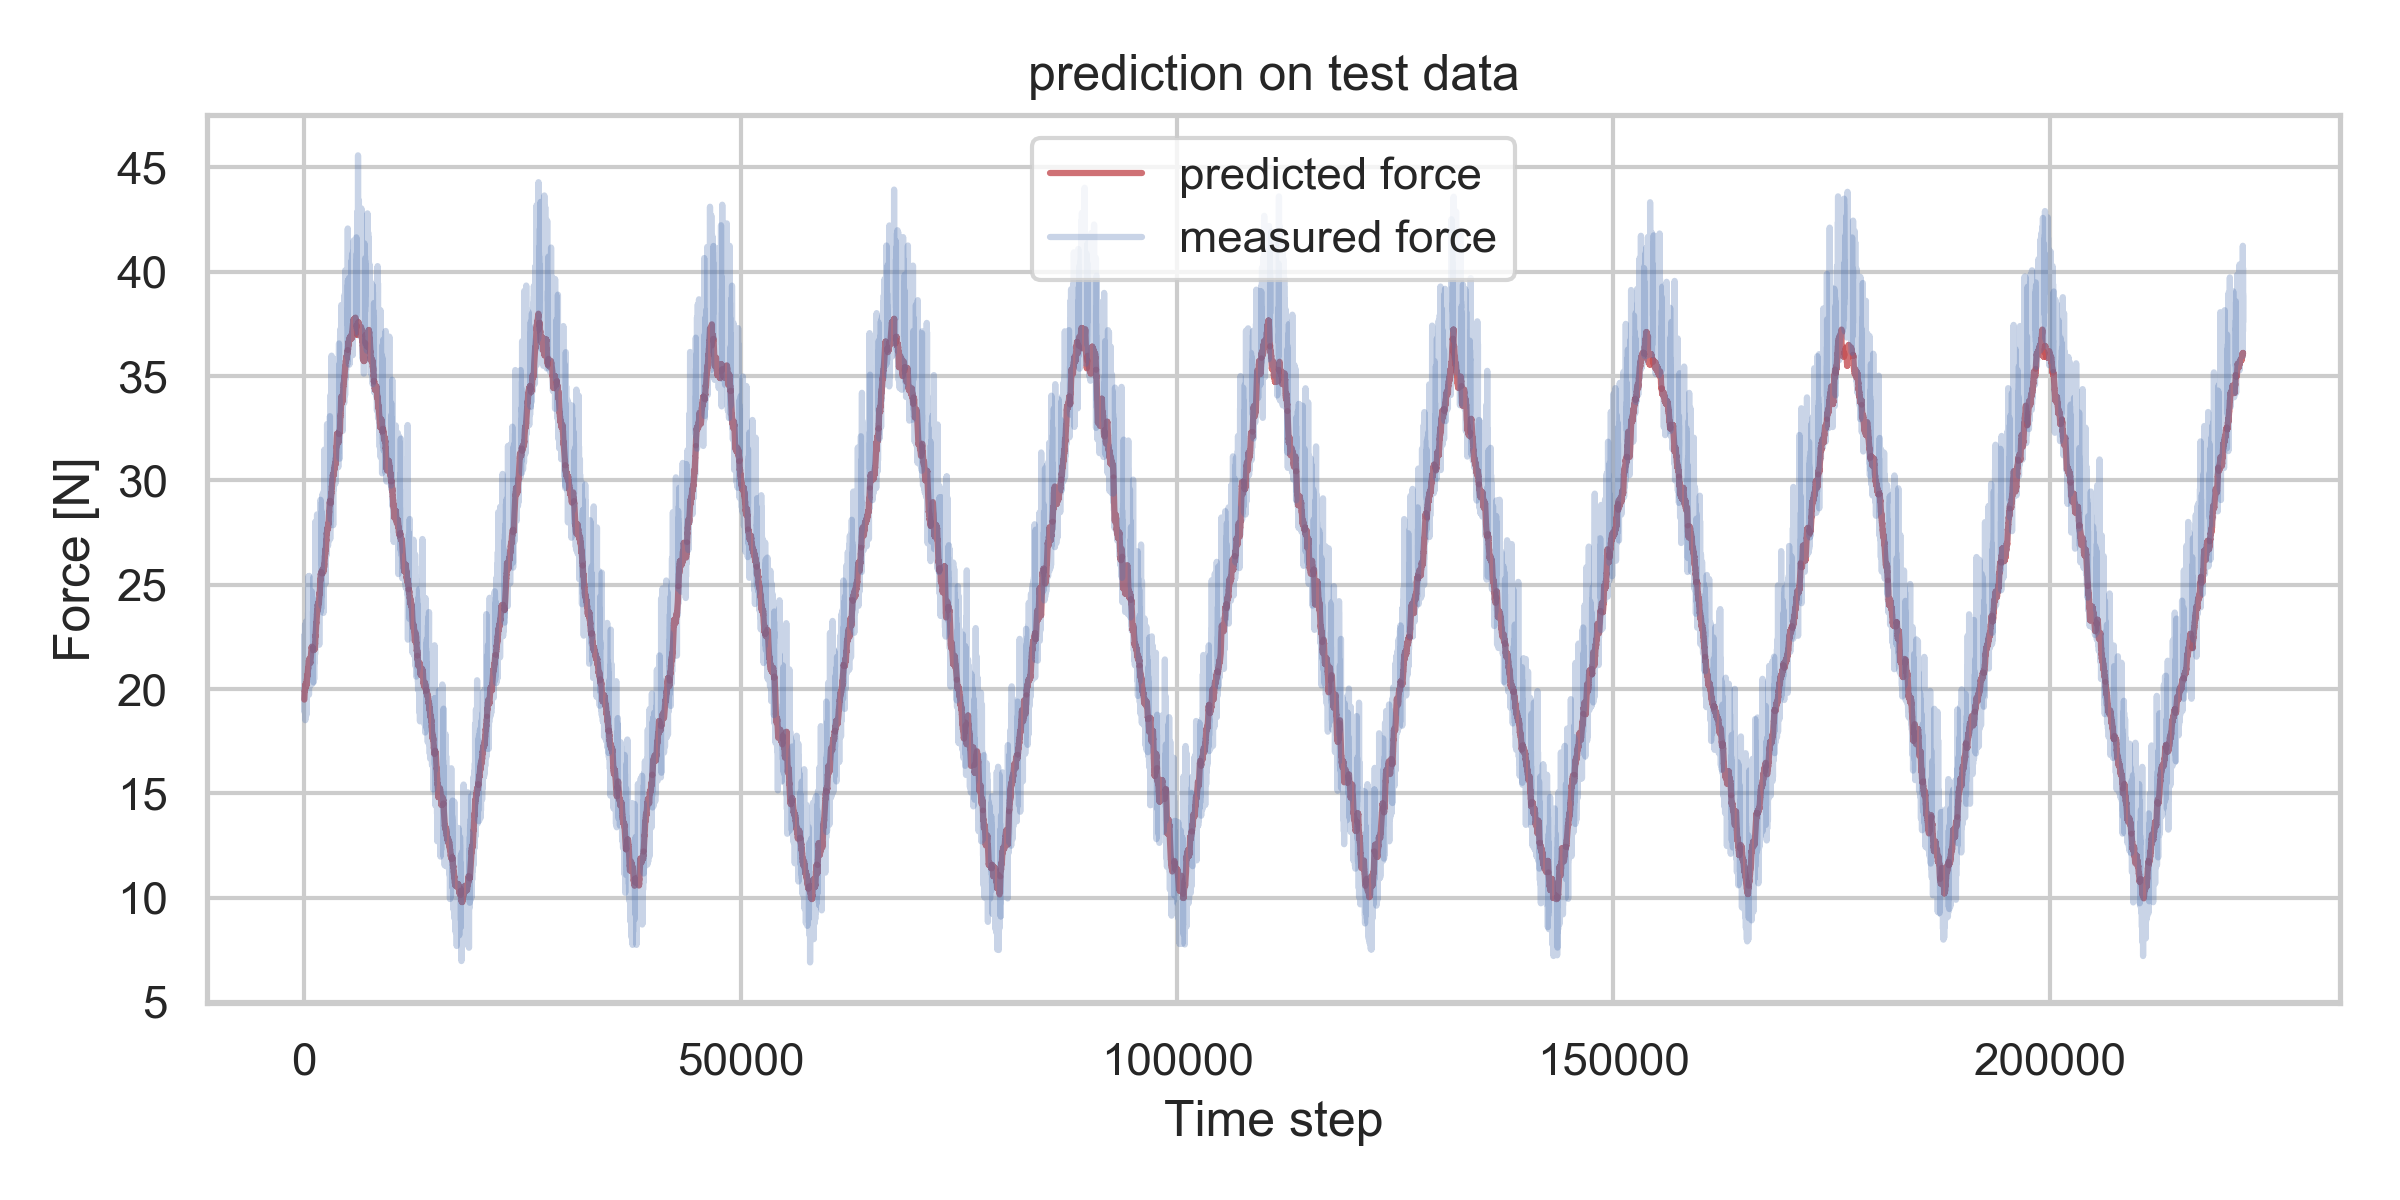 prediction on test data
predicted force
measured force
45
40
35
30
25
20
15
10
5
Force [N]
0 50000 100000 150000 200000
Time step